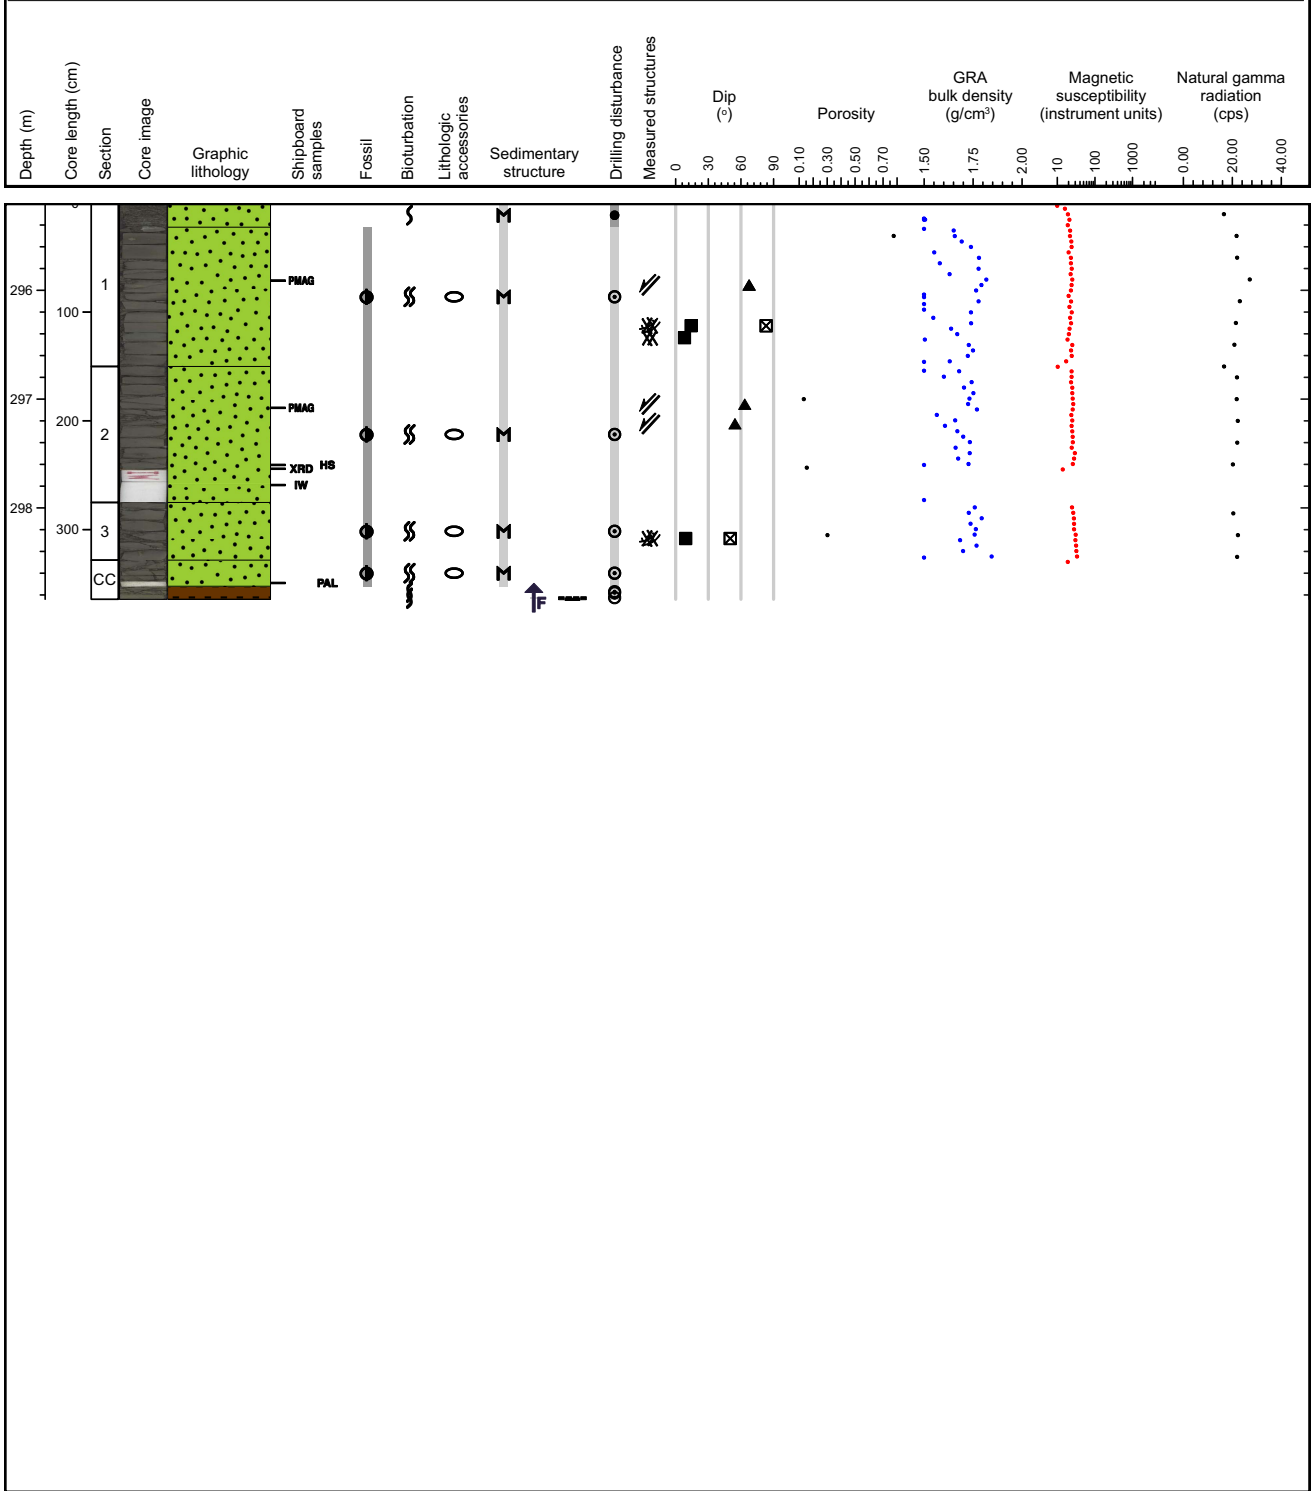 Depth (m)
Core length (cm)
Section
Core image
Graphic
lithology
Shipboard
samples
Fossil
Bioturbation
Lithologic
accessories
Sedimentary
structure
Drilling disturbance
Measured structures
Dip
(o)
Porosity
GRA
bulk density
(g/cm³)
Magnetic
susceptibility
(instrument units)
Natural gamma
radiation
(cps)
0
30
60
90
0.10
0.30
0.50
0.70
1.50
1.75
2.00
10
100
1000
0.00
20.00
40.00
296
297
298
0
100
200
300
1
2
3
CC
PMAG
PMAG
HS
XRD
IW
PAL
F